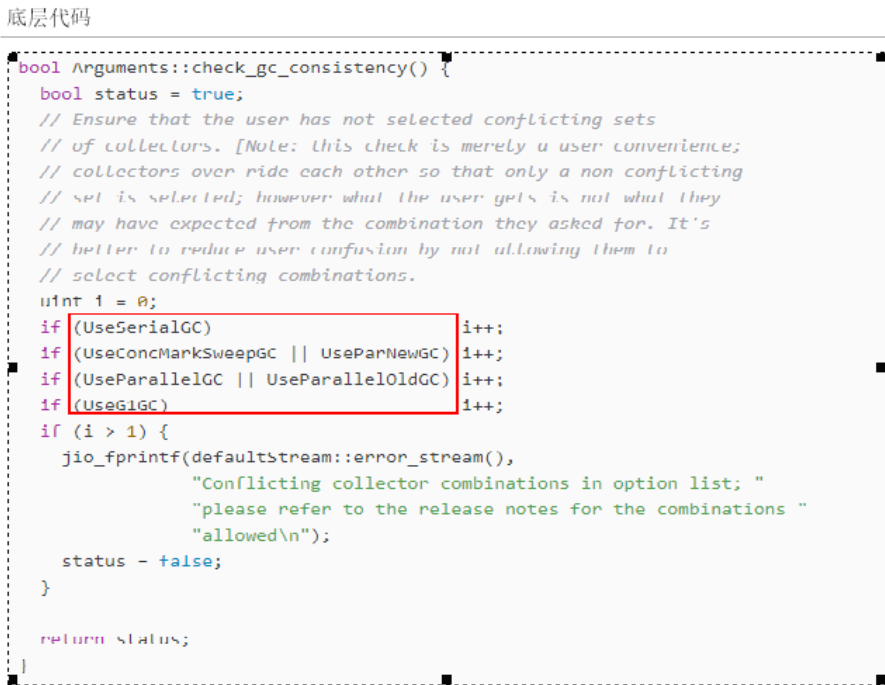 底层代码
bool Arguments::check_gc_consistency() {
bool status = true;
// Ensure that the user has not selected conflicting sets
// of collectors. [Note: this check is merely a user convenience;
// collectors over ride each other so that only a non conflicting
// set is selected; however what the user gets is not what they
// may have expected from the combination they asked for. It's
// better to reduce user confusion by not allowing them to
// select conflicting combinations.
uint i = 0;
if (UseSerialGC) i++;
if (UseConcMarkSweepGC || UseParNewGC) i++;
if (UseParallelGC || UseParallelOldGC) i++;
if (UseG1GC) i++;
if (i > 1) {
jio_fprintf(defaultStream::error_stream(),
"Conflicting collector combinations in option list; "
"please refer to the release notes for the combinations "
"allowed\n");
status = false;
}
return status;
}